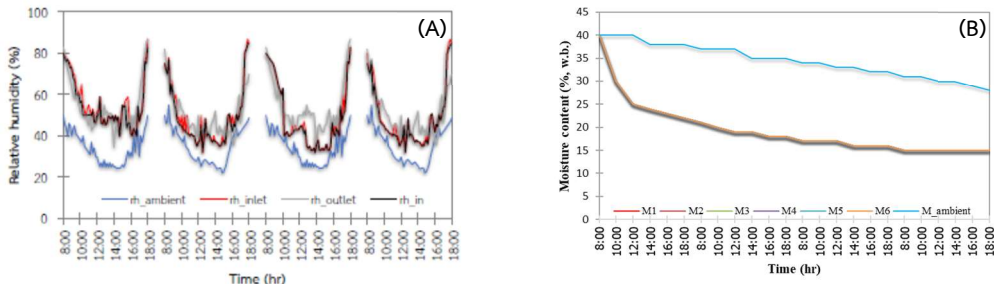 (A)
Relative humidity (%)
100
80
60
40
20
0
rh_ambient rh_inlet rh_outlet rh_in
8:00 10:00 12:00 14:00 16:00 18:00 8:00 10:00 12:00 14:00 16:00 18:00 8:00 10:00 12:00 14:00 16:00 18:00 8:00 10:00 12:00 14:00 16:00 18:00
Time (hr)
(B)
Moisture content (%, w.b.)
45
40
35
30
25
20
15
10
5
0
M1 M2 M3 M4 M5 M6 M_ambient
8:00 10:00 12:00 14:00 16:00 18:00 8:00 10:00 12:00 14:00 16:00 18:00 8:00 10:00 12:00 14:00 16:00 18:00 8:00 10:00 12:00 14:00 16:00 18:00
Time (hr)